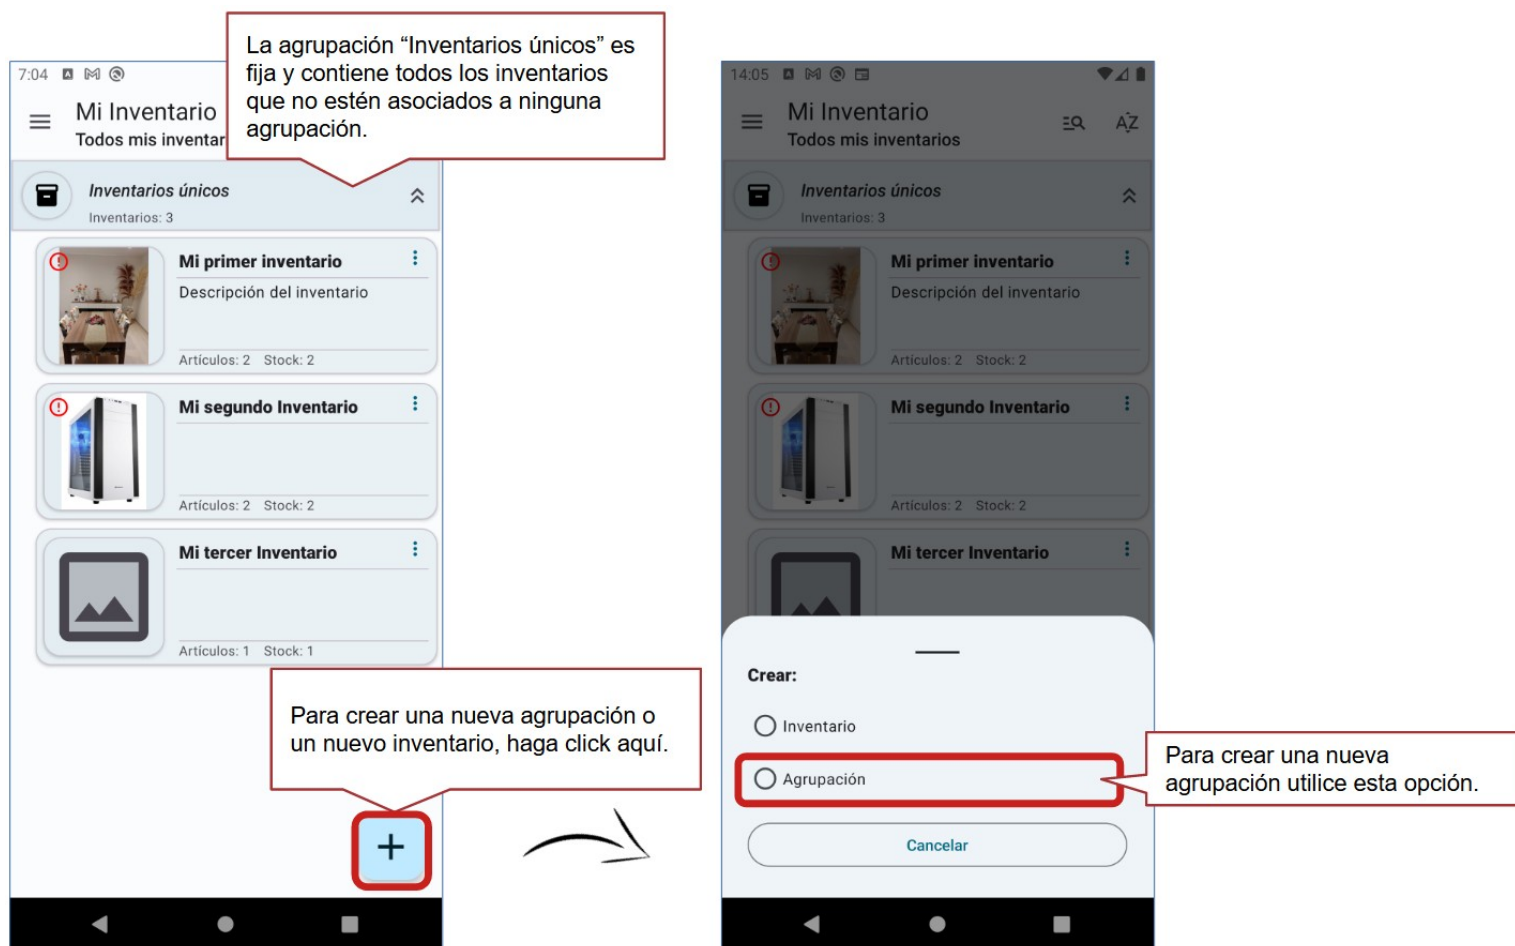 La agrupación “Inventarios únicos” es
fija y contiene todos los inventarios
que no estén asociados a ninguna
agrupación.
7:04
Mi Inventario
Todos mis inventar
Inventarios únicos
Inventarios: 3
Mi primer inventario
Descripción del inventario
Artículos: 2 Stock: 2
Mi segundo Inventario
Artículos: 2 Stock: 2
Mi tercer Inventario
Artículos: 1 Stock: 1
Para crear una nueva agrupación o
un nuevo inventario, haga click aquí.
14:05
Mi Inventario
Todos mis inventarios
AZ
Inventarios únicos
Inventarios: 3
Mi primer inventario
Descripción del inventario
Artículos: 2 Stock: 2
Mi segundo Inventario
Artículos: 2 Stock: 2
Mi tercer Inventario
Crear:
Inventario
Agrupación
Cancelar
Para crear una nueva
agrupación utilice esta opción.